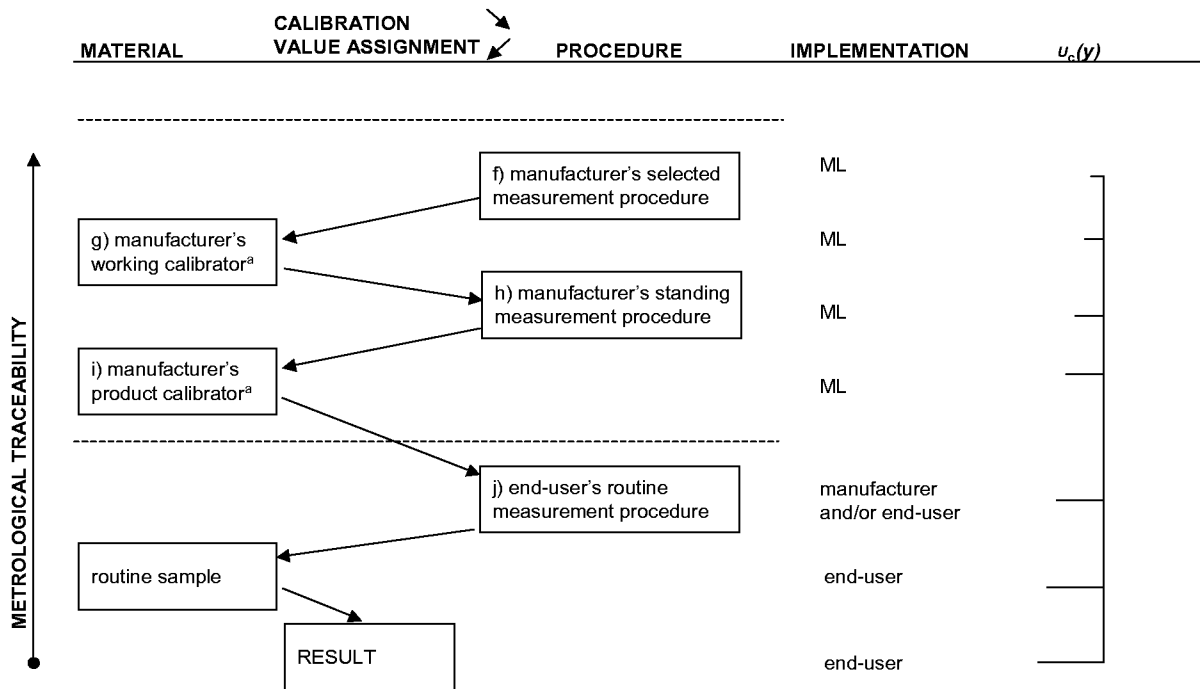 CALIBRATION
MATERIAL VALUE ASSIGNMENT PROCEDURE IMPLEMENTATION uc(y)
METROLOGICAL TRACEABILITY
f) manufacturer's selected
measurement procedure
ML
g) manufacturer's
working calibratorᵃ
ML
h) manufacturer's standing
measurement procedure
ML
i) manufacturer's
product calibratorᵃ
ML
j) end-user's routine
measurement procedure
manufacturer
and/or end-user
routine sample
end-user
RESULT
end-user